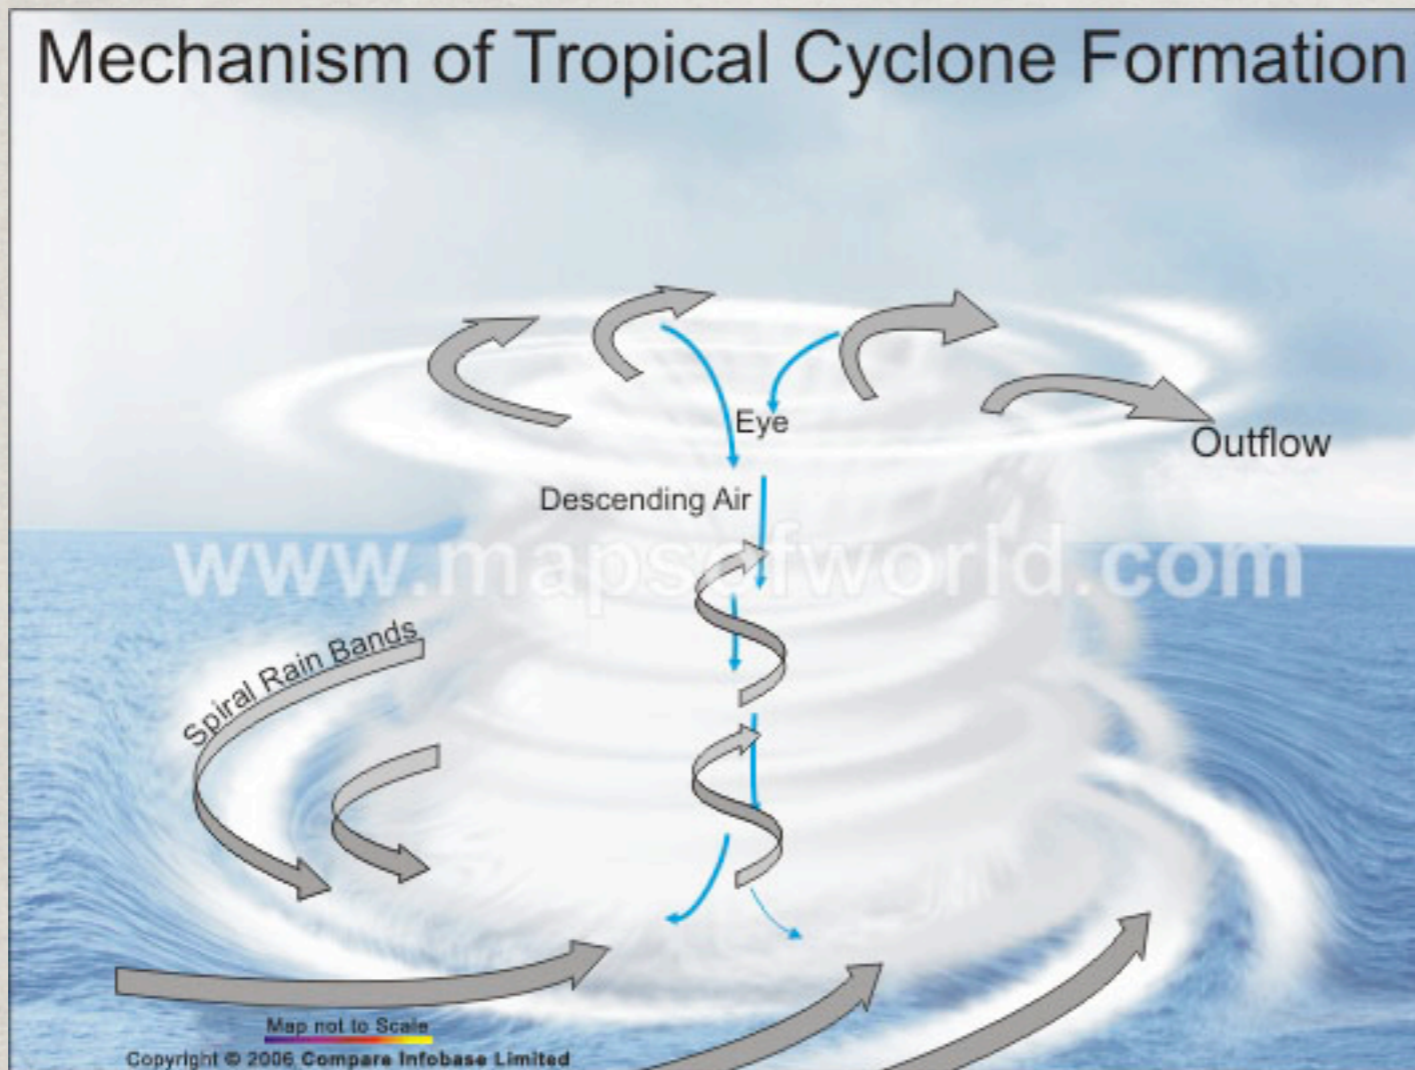 Mechanism of Tropical Cyclone Formation
Eye
Outflow
Descending Air
www.mapsofworld.com
Spiral Rain Bands
Map not to Scale
Copyright © 2006 Compare Infobase Limited